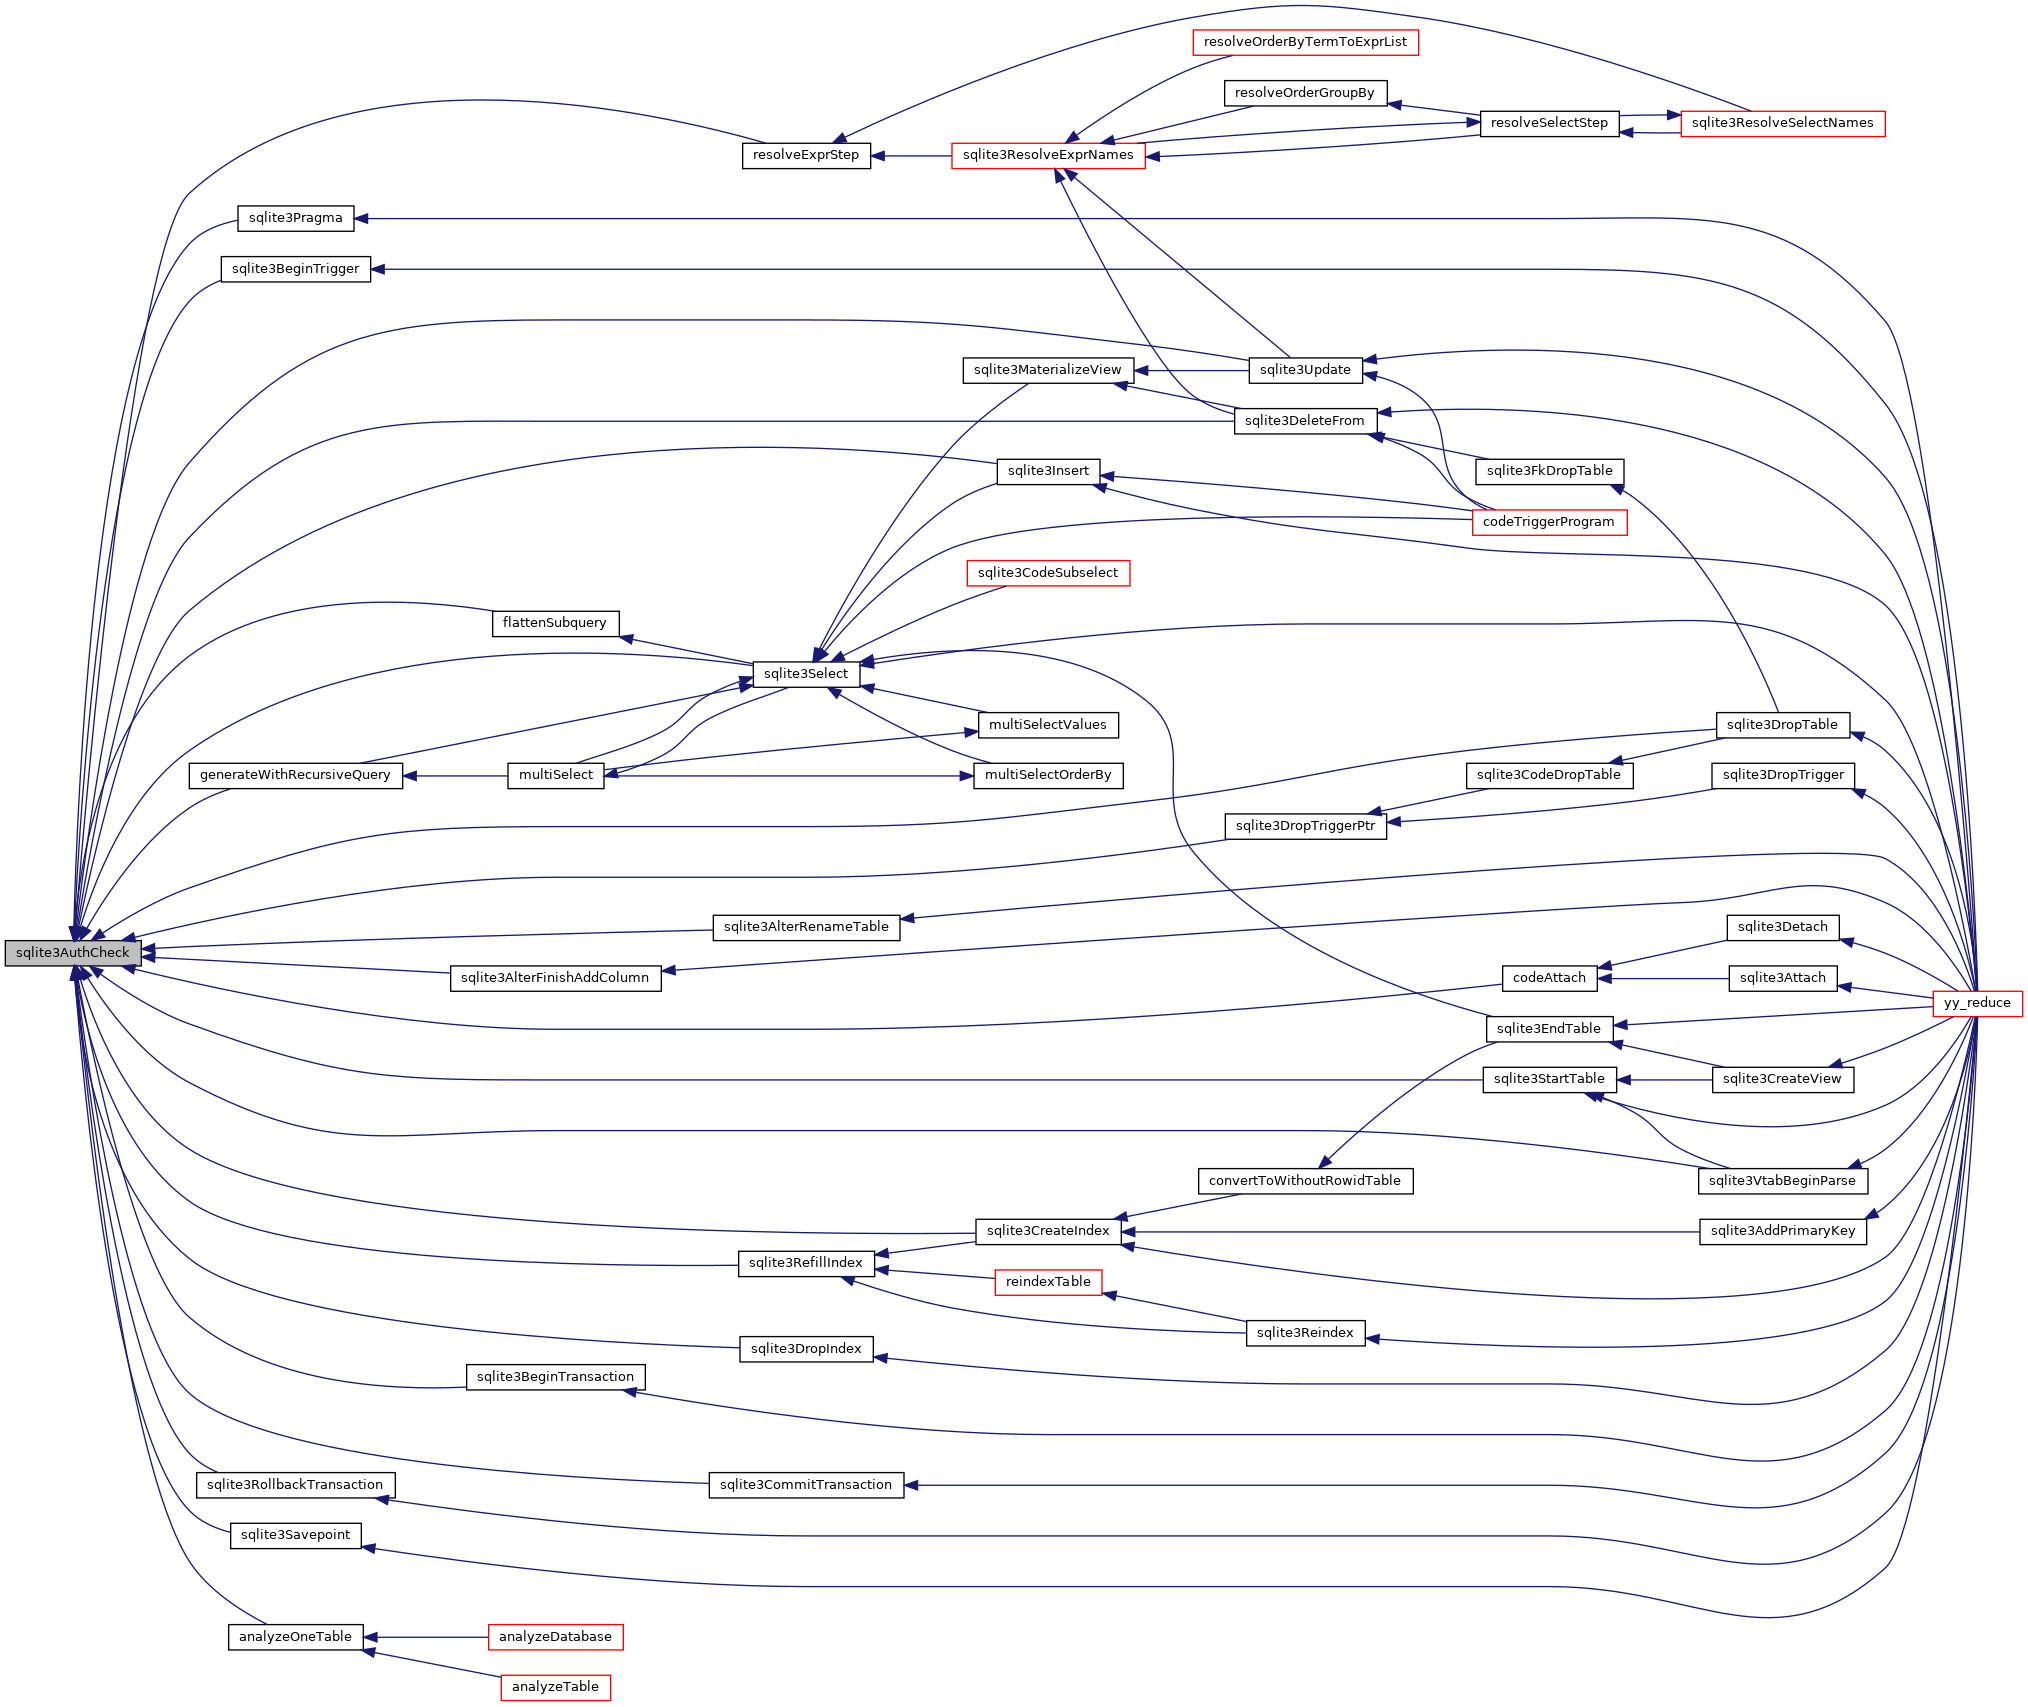 resolveOrderByTermToExprList
resolveOrderGroupBy
resolveSelectStep
sqlite3ResolveSelectNames
resolveExprStep
sqlite3ResolveExprNames
sqlite3Pragma
sqlite3BeginTrigger
sqlite3MaterializeView
sqlite3Update
sqlite3DeleteFrom
sqlite3Insert
sqlite3FkDropTable
codeTriggerProgram
sqlite3CodeSubselect
flattenSubquery
sqlite3Select
multiSelectValues
sqlite3DropTable
generateWithRecursiveQuery
multiSelect
multiSelectOrderBy
sqlite3CodeDropTable
sqlite3DropTrigger
sqlite3DropTriggerPtr
sqlite3AlterRenameTable
sqlite3Detach
sqlite3AuthCheck
sqlite3AlterFinishAddColumn
codeAttach
sqlite3Attach
yy_reduce
sqlite3EndTable
sqlite3StartTable
sqlite3CreateView
convertToWithoutRowidTable
sqlite3VtabBeginParse
sqlite3CreateIndex
sqlite3AddPrimaryKey
sqlite3RefillIndex
reindexTable
sqlite3Reindex
sqlite3DropIndex
sqlite3BeginTransaction
sqlite3RollbackTransaction
sqlite3CommitTransaction
sqlite3Savepoint
analyzeOneTable
analyzeDatabase
analyzeTable